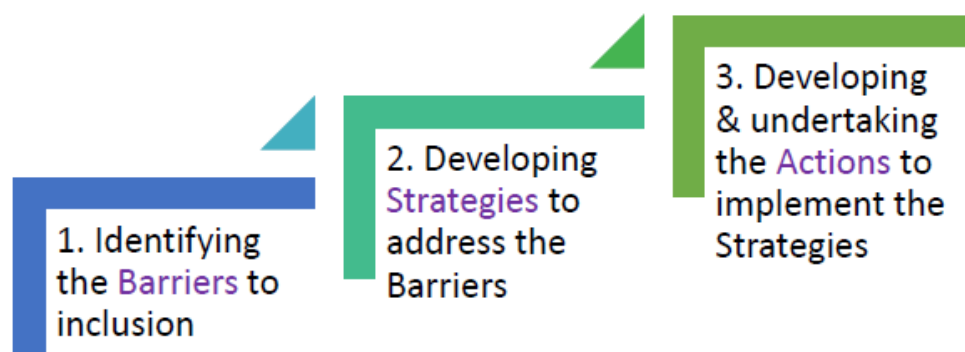 1. Identifying
the Barriers to
inclusion
2. Developing
Strategies to
address the
Barriers
3. Developing
& undertaking
the Actions to
implement the
Strategies